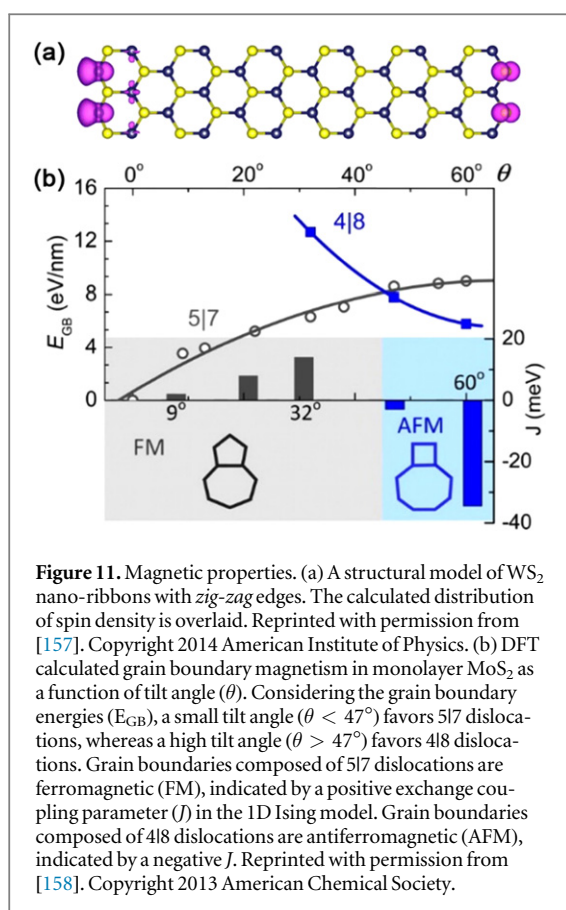 (a)
(b)
0° 20° 40° 60° θ
16
12
8
4
0
E_GB (eV/nm)
4|8
5|7
20
0
-20
-40
J (meV)
60°
9° 32°
FM
AFM
Figure 11. Magnetic properties. (a) A structural model of WS₂
nano-ribbons with zig-zag edges. The calculated distribution
of spin density is overlaid. Reprinted with permission from
[157]. Copyright 2014 American Institute of Physics. (b) DFT
calculated grain boundary magnetism in monolayer MoS₂ as
a function of tilt angle (θ). Considering the grain boundary
energies (E_GB), a small tilt angle (θ < 47°) favors 5|7 disloca-
tions, whereas a high tilt angle (θ > 47°) favors 4|8 disloca-
tions. Grain boundaries composed of 5|7 dislocations are
ferromagnetic (FM), indicated by a positive exchange cou-
pling parameter (J) in the 1D Ising model. Grain boundaries
composed of 4|8 dislocations are antiferromagnetic (AFM),
indicated by a negative J. Reprinted with permission from
[158]. Copyright 2013 American Chemical Society.